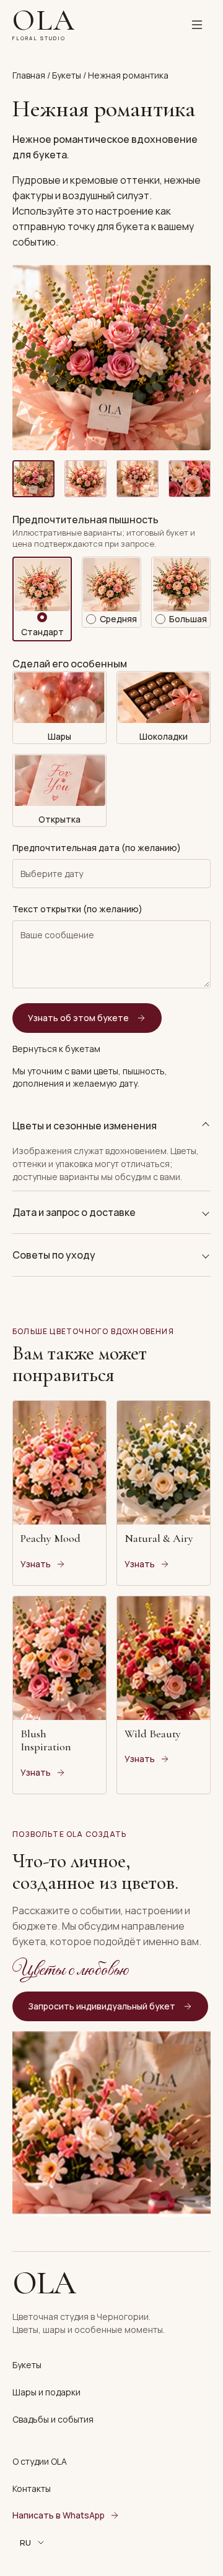 OLA
FLORAL STUDIO
Главная / Букеты / Нежная романтика
Нежная романтика
Нежное романтическое вдохновение
для букета.
Пудровые и кремовые оттенки, нежные
фактуры и воздушный силуэт.
Используйте это настроение как
отправную точку для букета к вашему
событию.
OLA
Предпочтительная пышность
Иллюстративные варианты; итоговый букет и
цена подтверждаются при запросе.
Стандарт
Средняя
Большая
Сделай его особенным
Шары
Шоколадки
For You
Открытка
Предпочтительная дата (по желанию)
Выберите дату
Текст открытки (по желанию)
Ваше сообщение
Узнать об этом букете
Вернуться к букетам
Мы уточним с вами цветы, пышность,
дополнения и желаемую дату.
Цветы и сезонные изменения
Изображения служат вдохновением. Цветы,
оттенки и упаковка могут отличаться;
доступные варианты мы обсудим с вами.
Дата и запрос о доставке
Советы по уходу
БОЛЬШЕ ЦВЕТОЧНОГО ВДОХНОВЕНИЯ
Вам также может
понравиться
Peachy Mood
Узнать
Natural & Airy
Узнать
Blush
Inspiration
Узнать
Wild Beauty
Узнать
ПОЗВОЛЬТЕ OLA СОЗДАТЬ
Что-то личное,
созданное из цветов.
Расскажите о событии, настроении и
бюджете. Мы обсудим направление
букета, которое подойдёт именно вам.
Цветы с любовью
Запросить индивидуальный букет
OLA
OLA
Цветочная студия в Черногории.
Цветы, шары и особенные моменты.
Букеты
Шары и подарки
Свадьбы и события
О студии OLA
Контакты
Написать в WhatsApp
RU